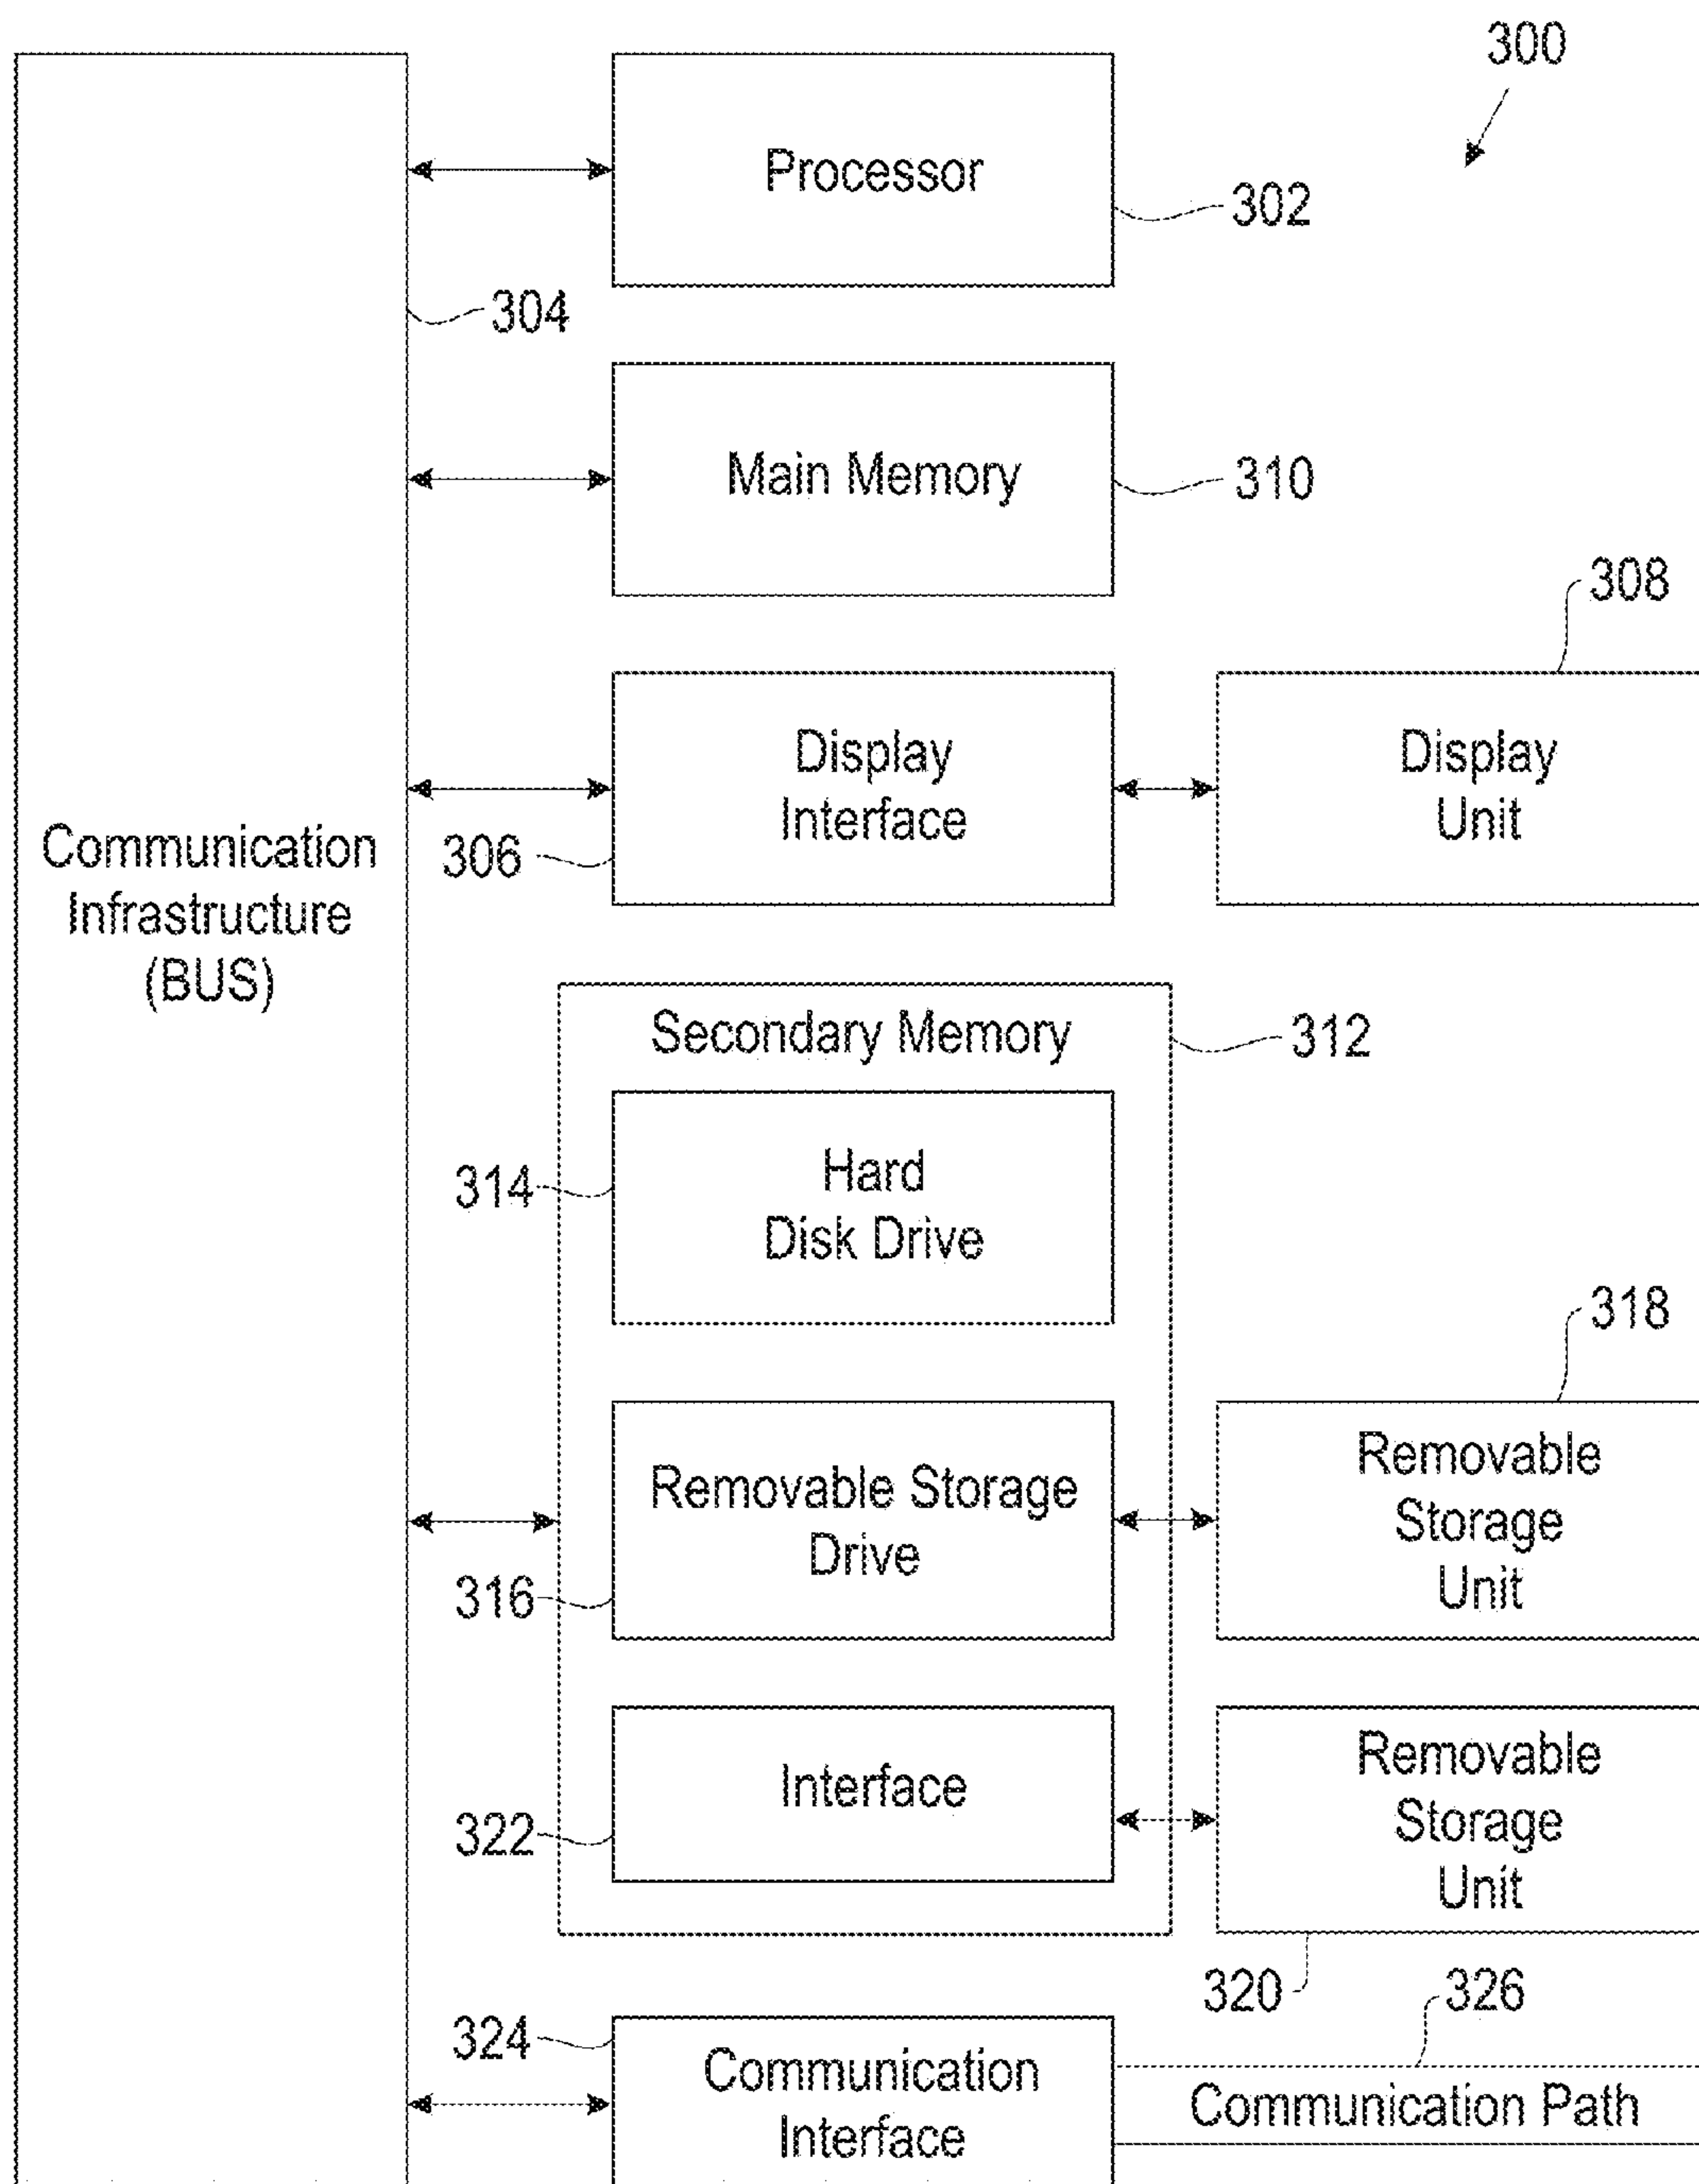 300
Processor
302
304
Main Memory
310
308
Display
Interface
306
Display
Unit
Communication
Infrastructure
(BUS)
Secondary Memory
312
Hard
Disk Drive
314
318
Removable Storage
Drive
316
Removable
Storage
Unit
Interface
322
Removable
Storage
Unit
320
326
324
Communication
Interface
Communication Path